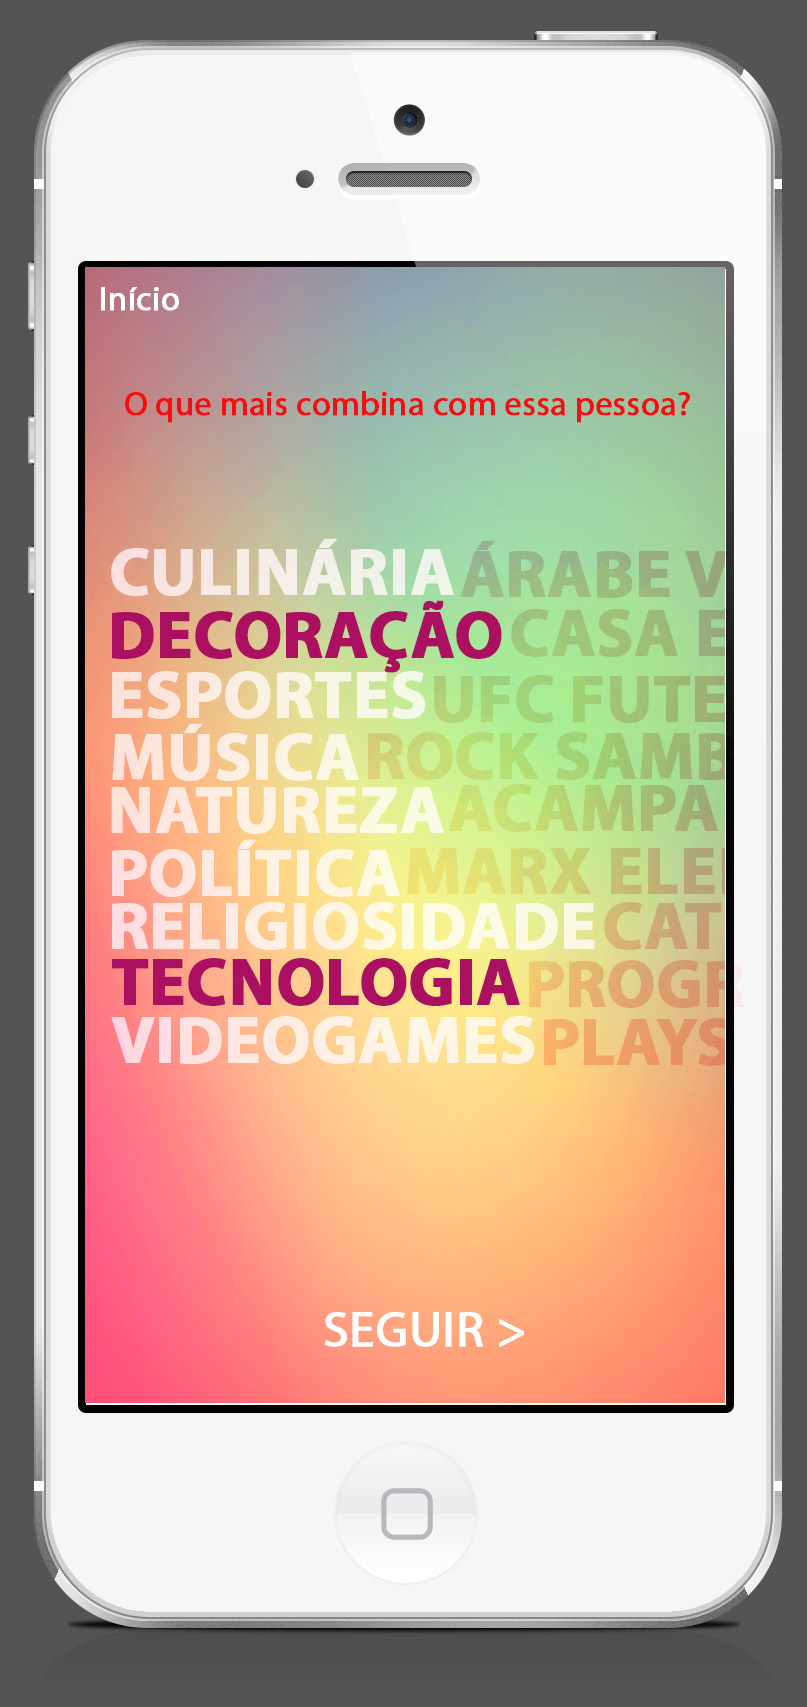 Início
O que mais combina com essa pessoa?
CULINÁRIA ÁRABE V
DECORAÇÃO CASA E
ESPORTES UFC FUTE
MÚSICA ROCK SAMB
NATUREZA ACAMPA
POLÍTICA MARX ELE
RELIGIOSIDADE CAT
TECNOLOGIA PROGR
VIDEOGAMES PLAYS
SEGUIR >